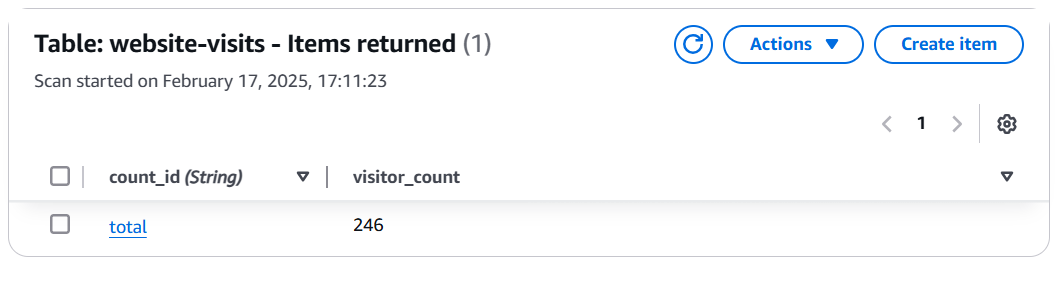 Table: website-visits - Items returned (1)
Actions
Create item
Scan started on February 17, 2025, 17:11:23
1
count_id (String)
visitor_count
total
246